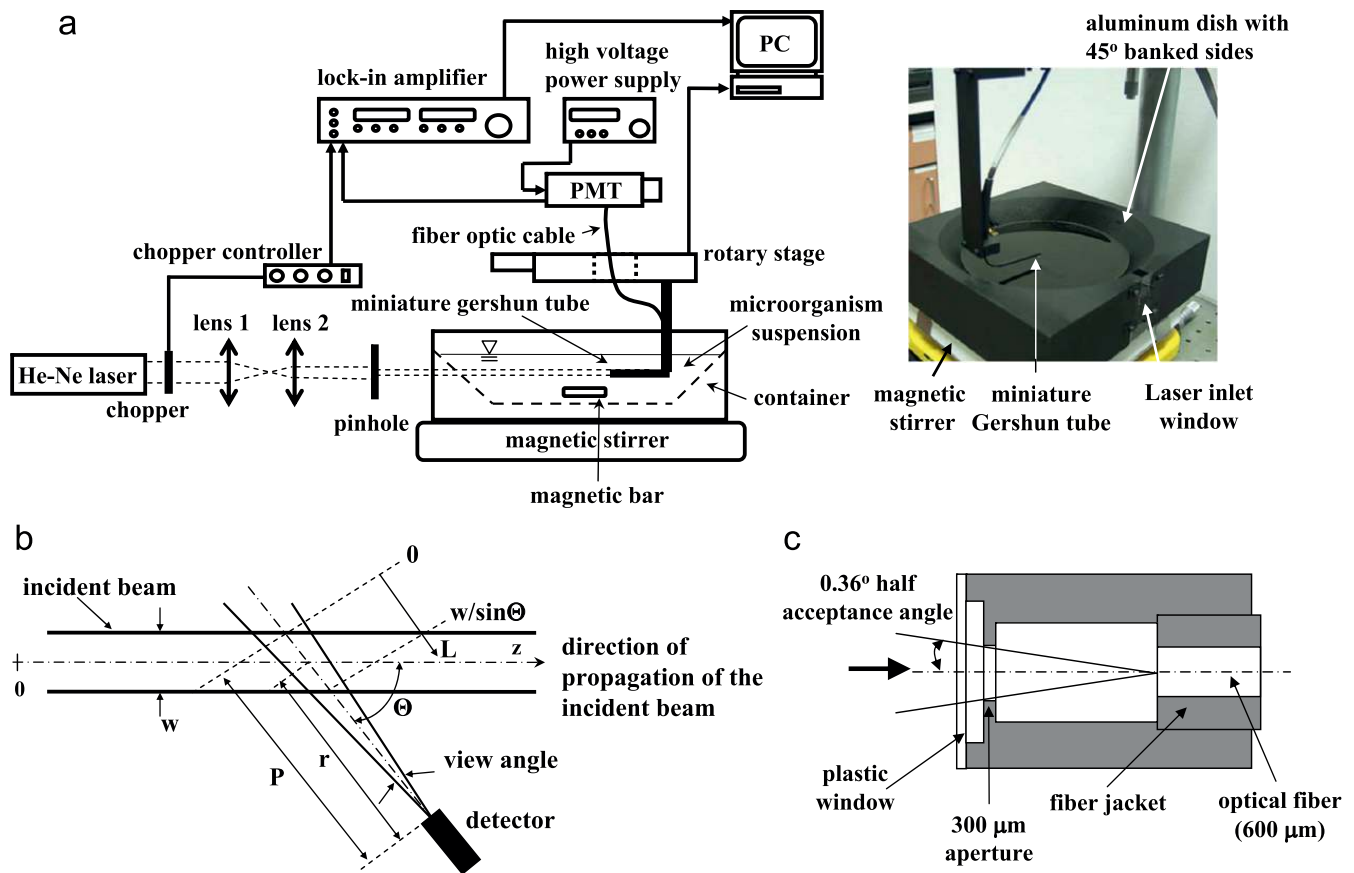 a
lock-in amplifier
high voltage
power supply
PC
aluminum dish with
45° banked sides
PMT
chopper controller
fiber optic cable
rotary stage
miniature gershun tube
microorganism
suspension
lens 1
lens 2
He-Ne laser
chopper
pinhole
container
magnetic stirrer
magnetic bar
magnetic
stirrer
miniature
Gershun tube
Laser inlet
window
b
incident beam
0
w/sinΘ
L
z
0
w
Θ
direction of
propagation of the
incident beam
P
r
view angle
detector
c
0.36° half
acceptance angle
plastic
window
300 μm
aperture
fiber jacket
optical fiber
(600 μm)